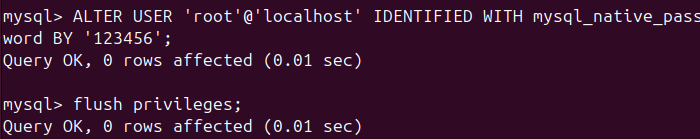 mysql> ALTER USER 'root'@'localhost' IDENTIFIED WITH mysql_native_pass
word BY '123456';
Query OK, 0 rows affected (0.01 sec)
mysql> flush privileges;
Query OK, 0 rows affected (0.01 sec)